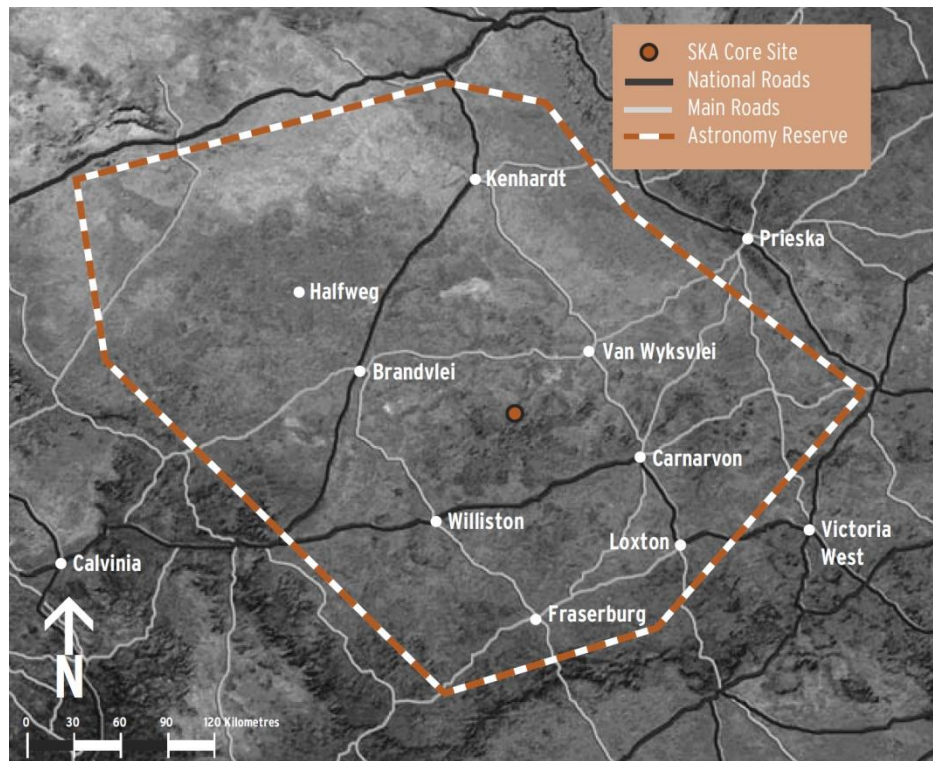 SKA Core Site
National Roads
Main Roads
Astronomy Reserve
Kenhardt
Prieska
Halfweg
Van Wyksvlei
Brandvlei
Carnarvon
Williston
Loxton
Victoria
West
Calvinia
Fraserburg
N
0 30 60 90 120 Kilometres